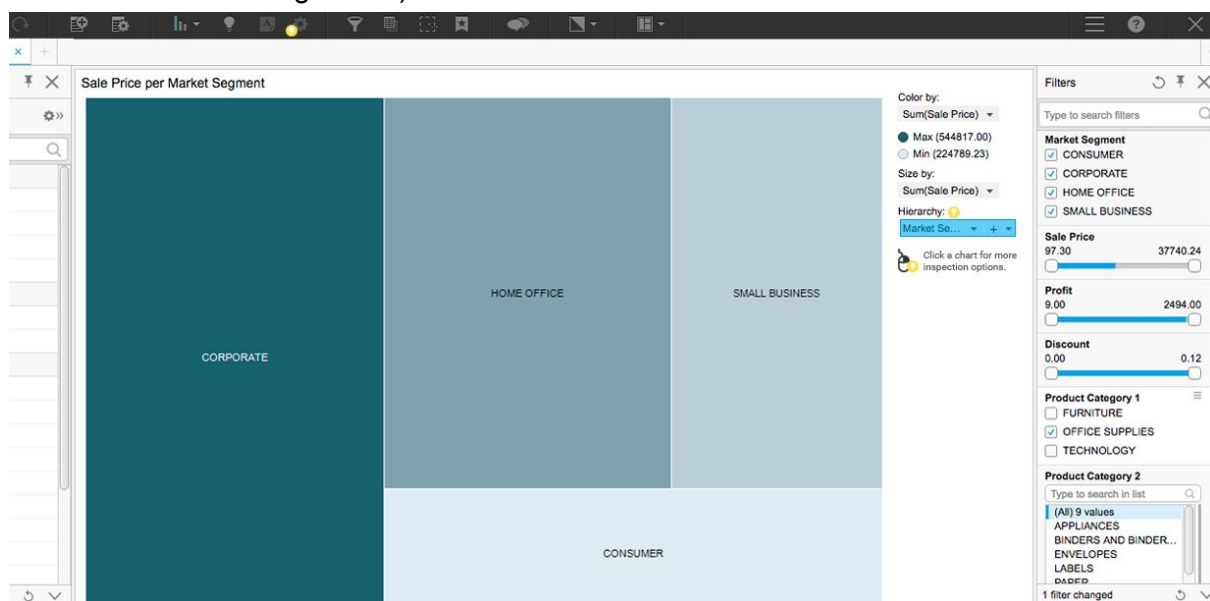 Sale Price per Market Segment
CORPORATE
HOME OFFICE
SMALL BUSINESS
CONSUMER
Color by:
Sum(Sale Price)
Max (544817.00)
Min (224789.23)
Size by:
Sum(Sale Price)
Hierarchy:
Market Se... +
Click a chart for more
inspection options.
Filters
Type to search filters
Market Segment
CONSUMER
CORPORATE
HOME OFFICE
SMALL BUSINESS
Sale Price
97.30 37740.24
Profit
9.00 2494.00
Discount
0.00 0.12
Product Category 1
FURNITURE
OFFICE SUPPLIES
TECHNOLOGY
Product Category 2
Type to search in list
(All) 9 values
APPLIANCES
BINDERS AND BINDER...
ENVELOPES
LABELS
PAPER
1 filter changed